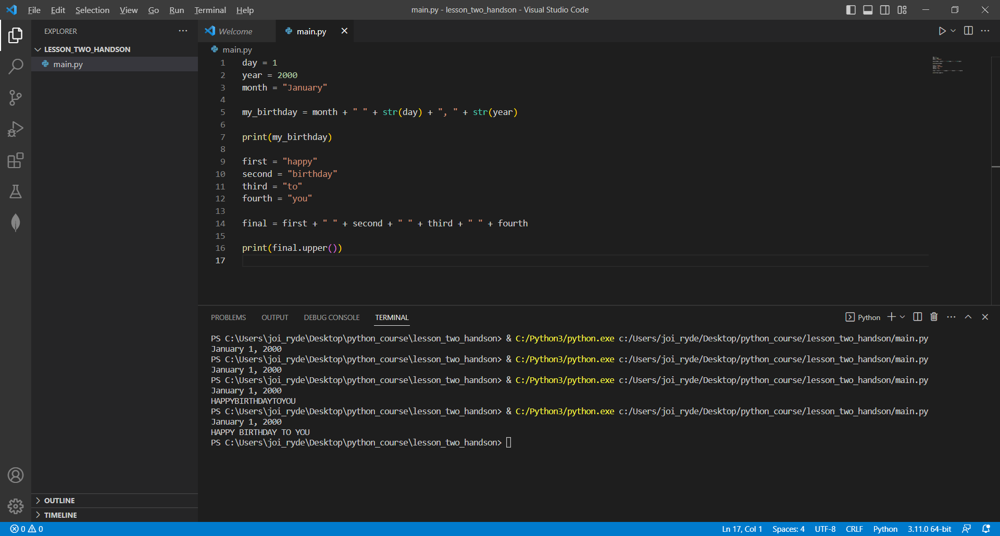 File Edit Selection View Go Run Terminal Help
main.py - lesson_two_handson - Visual Studio Code
EXPLORER
LESSON_TWO_HANDSON
main.py
OUTLINE
TIMELINE
Welcome
main.py
main.py
1 day = 1
2 year = 2000
3 month = "January"
4
5 my_birthday = month + " " + str(day) + ", " + str(year)
6
7 print(my_birthday)
8
9 first = "happy"
10 second = "birthday"
11 third = "to"
12 fourth = "you"
13
14 final = first + " " + second + " " + third + " " + fourth
15
16 print(final.upper())
17
PROBLEMS OUTPUT DEBUG CONSOLE TERMINAL
Python
PS C:\Users\joi_ryde\Desktop\python_course\lesson_two_handson> & C:/Python3/python.exe c:/Users/joi_ryde/Desktop/python_course/lesson_two_handson/main.py
January 1, 2000
PS C:\Users\joi_ryde\Desktop\python_course\lesson_two_handson> & C:/Python3/python.exe c:/Users/joi_ryde/Desktop/python_course/lesson_two_handson/main.py
January 1, 2000
PS C:\Users\joi_ryde\Desktop\python_course\lesson_two_handson> & C:/Python3/python.exe c:/Users/joi_ryde/Desktop/python_course/lesson_two_handson/main.py
January 1, 2000
HAPPYBIRTHDAYTOYOU
PS C:\Users\joi_ryde\Desktop\python_course\lesson_two_handson> & C:/Python3/python.exe c:/Users/joi_ryde/Desktop/python_course/lesson_two_handson/main.py
January 1, 2000
HAPPY BIRTHDAY TO YOU
PS C:\Users\joi_ryde\Desktop\python_course\lesson_two_handson>
0 0
Ln 17, Col 1 Spaces: 4 UTF-8 CRLF Python 3.11.0 64-bit